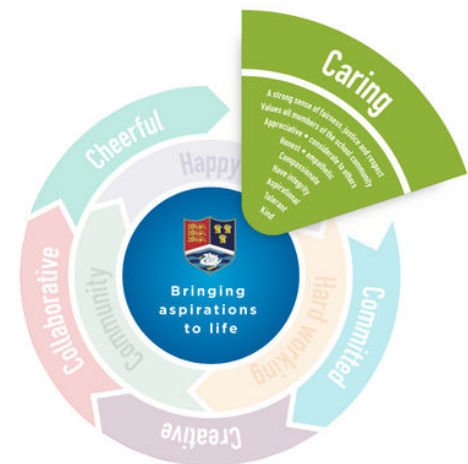 Caring
A strong sense of fairness, justice and respect
Values all members of the school community
Appreciative • considerate to others
Honest • empathetic
Compassionate
Have integrity
Aspirational
Tolerant
Kind
Cheerful
Happy
Collaborative
Community
Bringing
aspirations
to life
Hard working
Committed
Creative